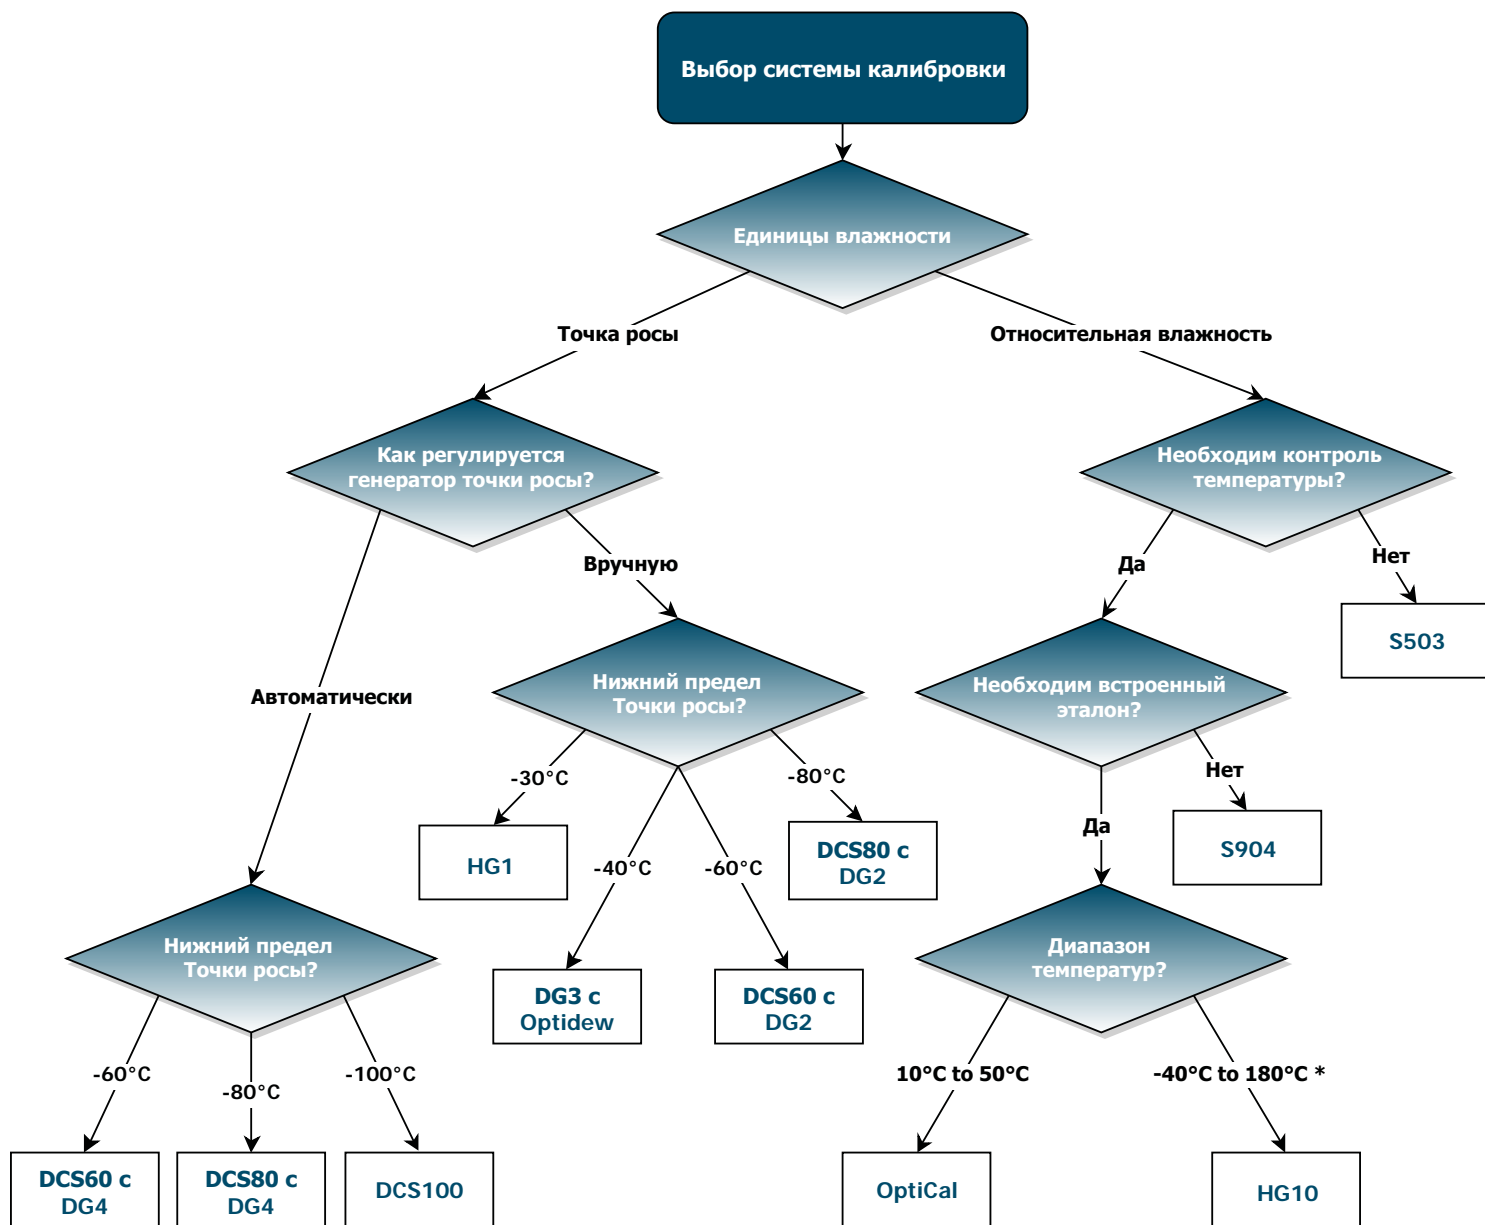 Выбор системы калибровки
Единицы влажности
Точка росы
Относительная влажность
Как регулируется
генератор точки росы?
Необходим контроль
температуры?
Вручную
Да
Нет
S503
Автоматически
Нижний предел
Точки росы?
Необходим встроенный
эталон?
-30°C
-80°C
Нет
HG1
-40°C
-60°C
DCS80 с
DG2
Да
S904
Нижний предел
Точки росы?
DG3 с
Optidew
DCS60 с
DG2
Диапазон
температур?
-60°C
-80°C
-100°C
10°C to 50°C
-40°C to 180°C *
DCS60 с
DG4
DCS80 с
DG4
DCS100
OptiCal
HG10